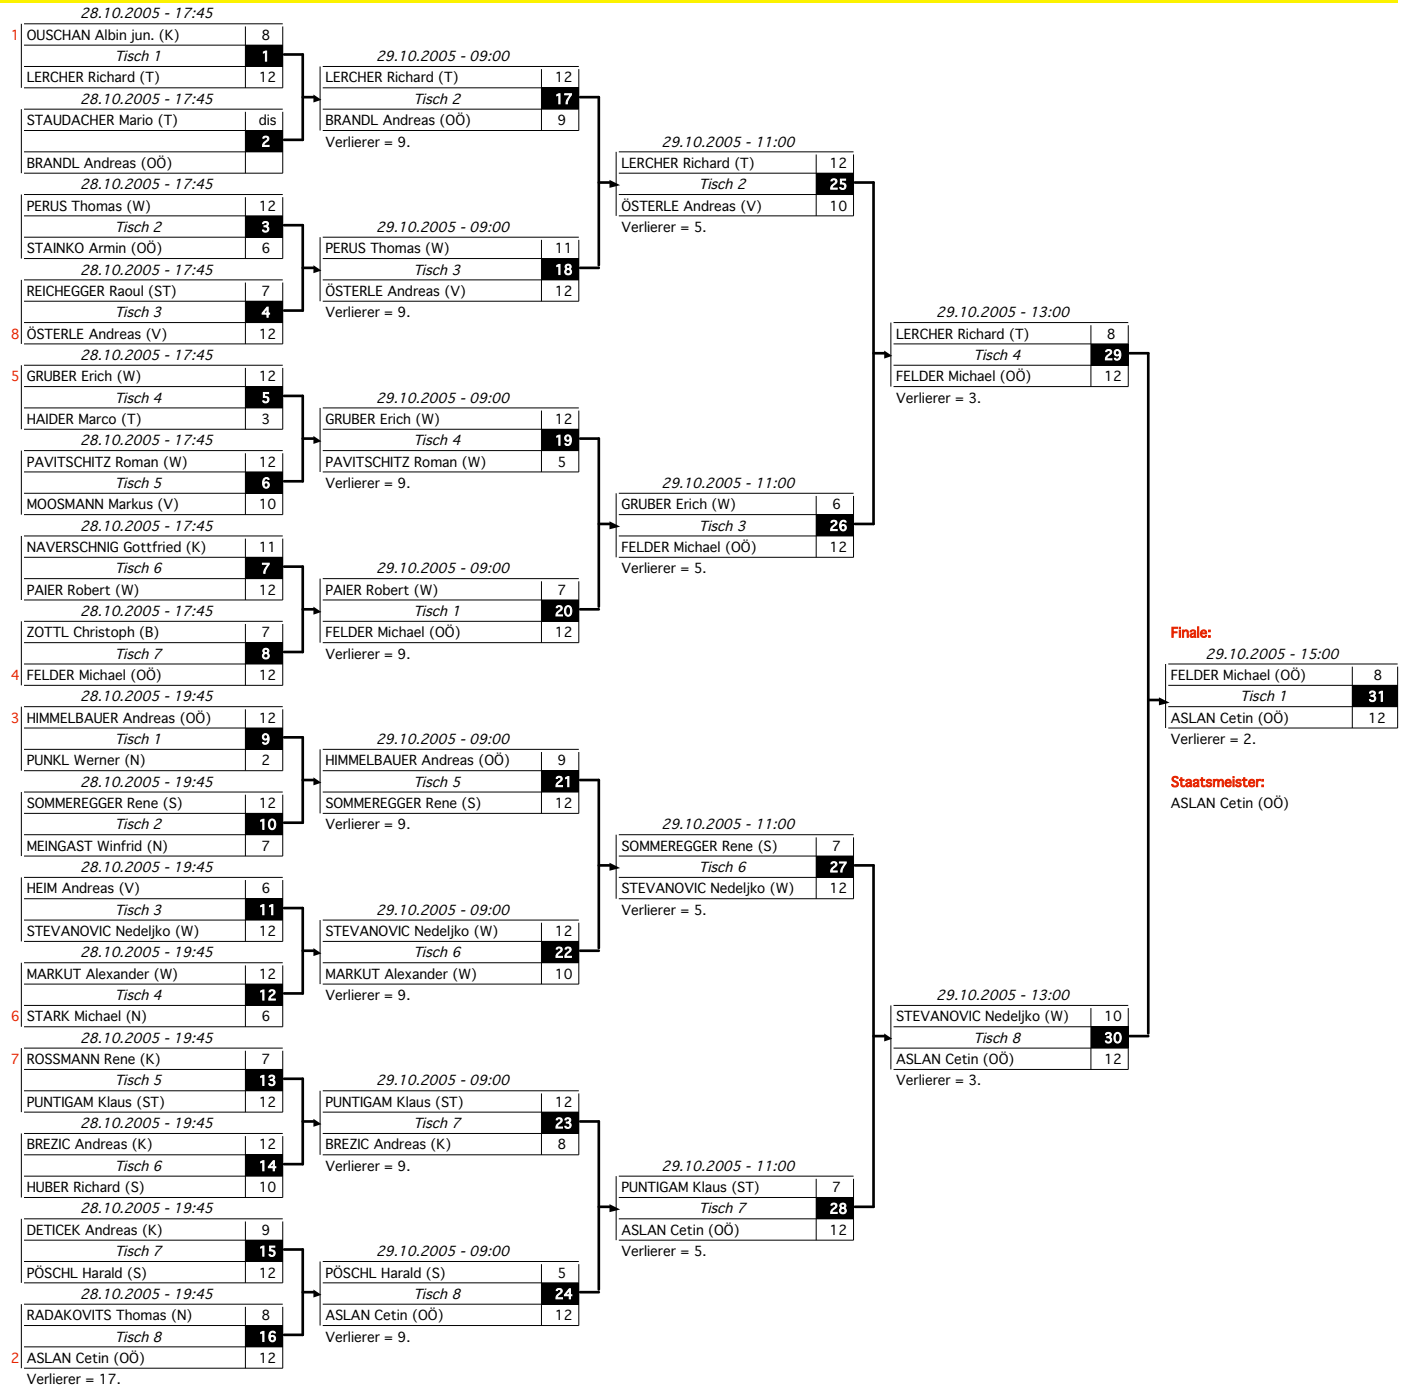 28.10.2005 - 17:45
1 OUSCHAN Albin jun. (K) 8
Tisch 1 1
LERCHER Richard (T) 12
28.10.2005 - 17:45
STAUDACHER Mario (T) dis
2
BRANDL Andreas (OÖ)
28.10.2005 - 17:45
PERUS Thomas (W) 12
Tisch 2 3
STAINKO Armin (OÖ) 6
28.10.2005 - 17:45
REICHEGGER Raoul (ST) 7
Tisch 3 4
8 ÖSTERLE Andreas (V) 12
28.10.2005 - 17:45
5 GRUBER Erich (W) 12
Tisch 4 5
HAIDER Marco (T) 3
28.10.2005 - 17:45
PAVITSCHITZ Roman (W) 12
Tisch 5 6
MOOSMANN Markus (V) 10
28.10.2005 - 17:45
NAVERSCHNIG Gottfried (K) 11
Tisch 6 7
PAIER Robert (W) 12
28.10.2005 - 17:45
ZOTTL Christoph (B) 7
Tisch 7 8
4 FELDER Michael (OÖ) 12
28.10.2005 - 19:45
3 HIMMELBAUER Andreas (OÖ) 12
Tisch 1 9
PUNKL Werner (N) 2
28.10.2005 - 19:45
SOMMEREGGER Rene (S) 12
Tisch 2 10
MEINGAST Winfrid (N) 7
28.10.2005 - 19:45
HEIM Andreas (V) 6
Tisch 3 11
STEVANOVIC Nedeljko (W) 12
28.10.2005 - 19:45
MARKUT Alexander (W) 12
Tisch 4 12
6 STARK Michael (N) 6
28.10.2005 - 19:45
7 ROSSMANN Rene (K) 7
Tisch 5 13
PUNTIGAM Klaus (ST) 12
28.10.2005 - 19:45
BREZIC Andreas (K) 12
Tisch 6 14
HUBER Richard (S) 10
28.10.2005 - 19:45
DETICEK Andreas (K) 9
Tisch 7 15
PÖSCHL Harald (S) 12
28.10.2005 - 19:45
RADAKOVITS Thomas (N) 8
Tisch 8 16
2 ASLAN Cetin (OÖ) 12
Verlierer = 17.
29.10.2005 - 09:00
LERCHER Richard (T) 12
Tisch 2 17
BRANDL Andreas (OÖ) 9
Verlierer = 9.
29.10.2005 - 09:00
PERUS Thomas (W) 11
Tisch 3 18
ÖSTERLE Andreas (V) 12
Verlierer = 9.
29.10.2005 - 09:00
GRUBER Erich (W) 12
Tisch 4 19
PAVITSCHITZ Roman (W) 5
Verlierer = 9.
29.10.2005 - 09:00
PAIER Robert (W) 7
Tisch 1 20
FELDER Michael (OÖ) 12
Verlierer = 9.
29.10.2005 - 09:00
HIMMELBAUER Andreas (OÖ) 9
Tisch 5 21
SOMMEREGGER Rene (S) 12
Verlierer = 9.
29.10.2005 - 09:00
STEVANOVIC Nedeljko (W) 12
Tisch 6 22
MARKUT Alexander (W) 10
Verlierer = 9.
29.10.2005 - 09:00
PUNTIGAM Klaus (ST) 12
Tisch 7 23
BREZIC Andreas (K) 8
Verlierer = 9.
29.10.2005 - 09:00
PÖSCHL Harald (S) 5
Tisch 8 24
ASLAN Cetin (OÖ) 12
Verlierer = 9.
29.10.2005 - 11:00
LERCHER Richard (T) 12
Tisch 2 25
ÖSTERLE Andreas (V) 10
Verlierer = 5.
29.10.2005 - 11:00
GRUBER Erich (W) 6
Tisch 3 26
FELDER Michael (OÖ) 12
Verlierer = 5.
29.10.2005 - 11:00
SOMMEREGGER Rene (S) 7
Tisch 6 27
STEVANOVIC Nedeljko (W) 12
Verlierer = 5.
29.10.2005 - 11:00
PUNTIGAM Klaus (ST) 7
Tisch 7 28
ASLAN Cetin (OÖ) 12
Verlierer = 5.
29.10.2005 - 13:00
LERCHER Richard (T) 8
Tisch 4 29
FELDER Michael (OÖ) 12
Verlierer = 3.
29.10.2005 - 13:00
STEVANOVIC Nedeljko (W) 10
Tisch 8 30
ASLAN Cetin (OÖ) 12
Verlierer = 3.
Finale:
29.10.2005 - 15:00
FELDER Michael (OÖ) 8
Tisch 1 31
ASLAN Cetin (OÖ) 12
Verlierer = 2.
Staatsmeister:
ASLAN Cetin (OÖ)